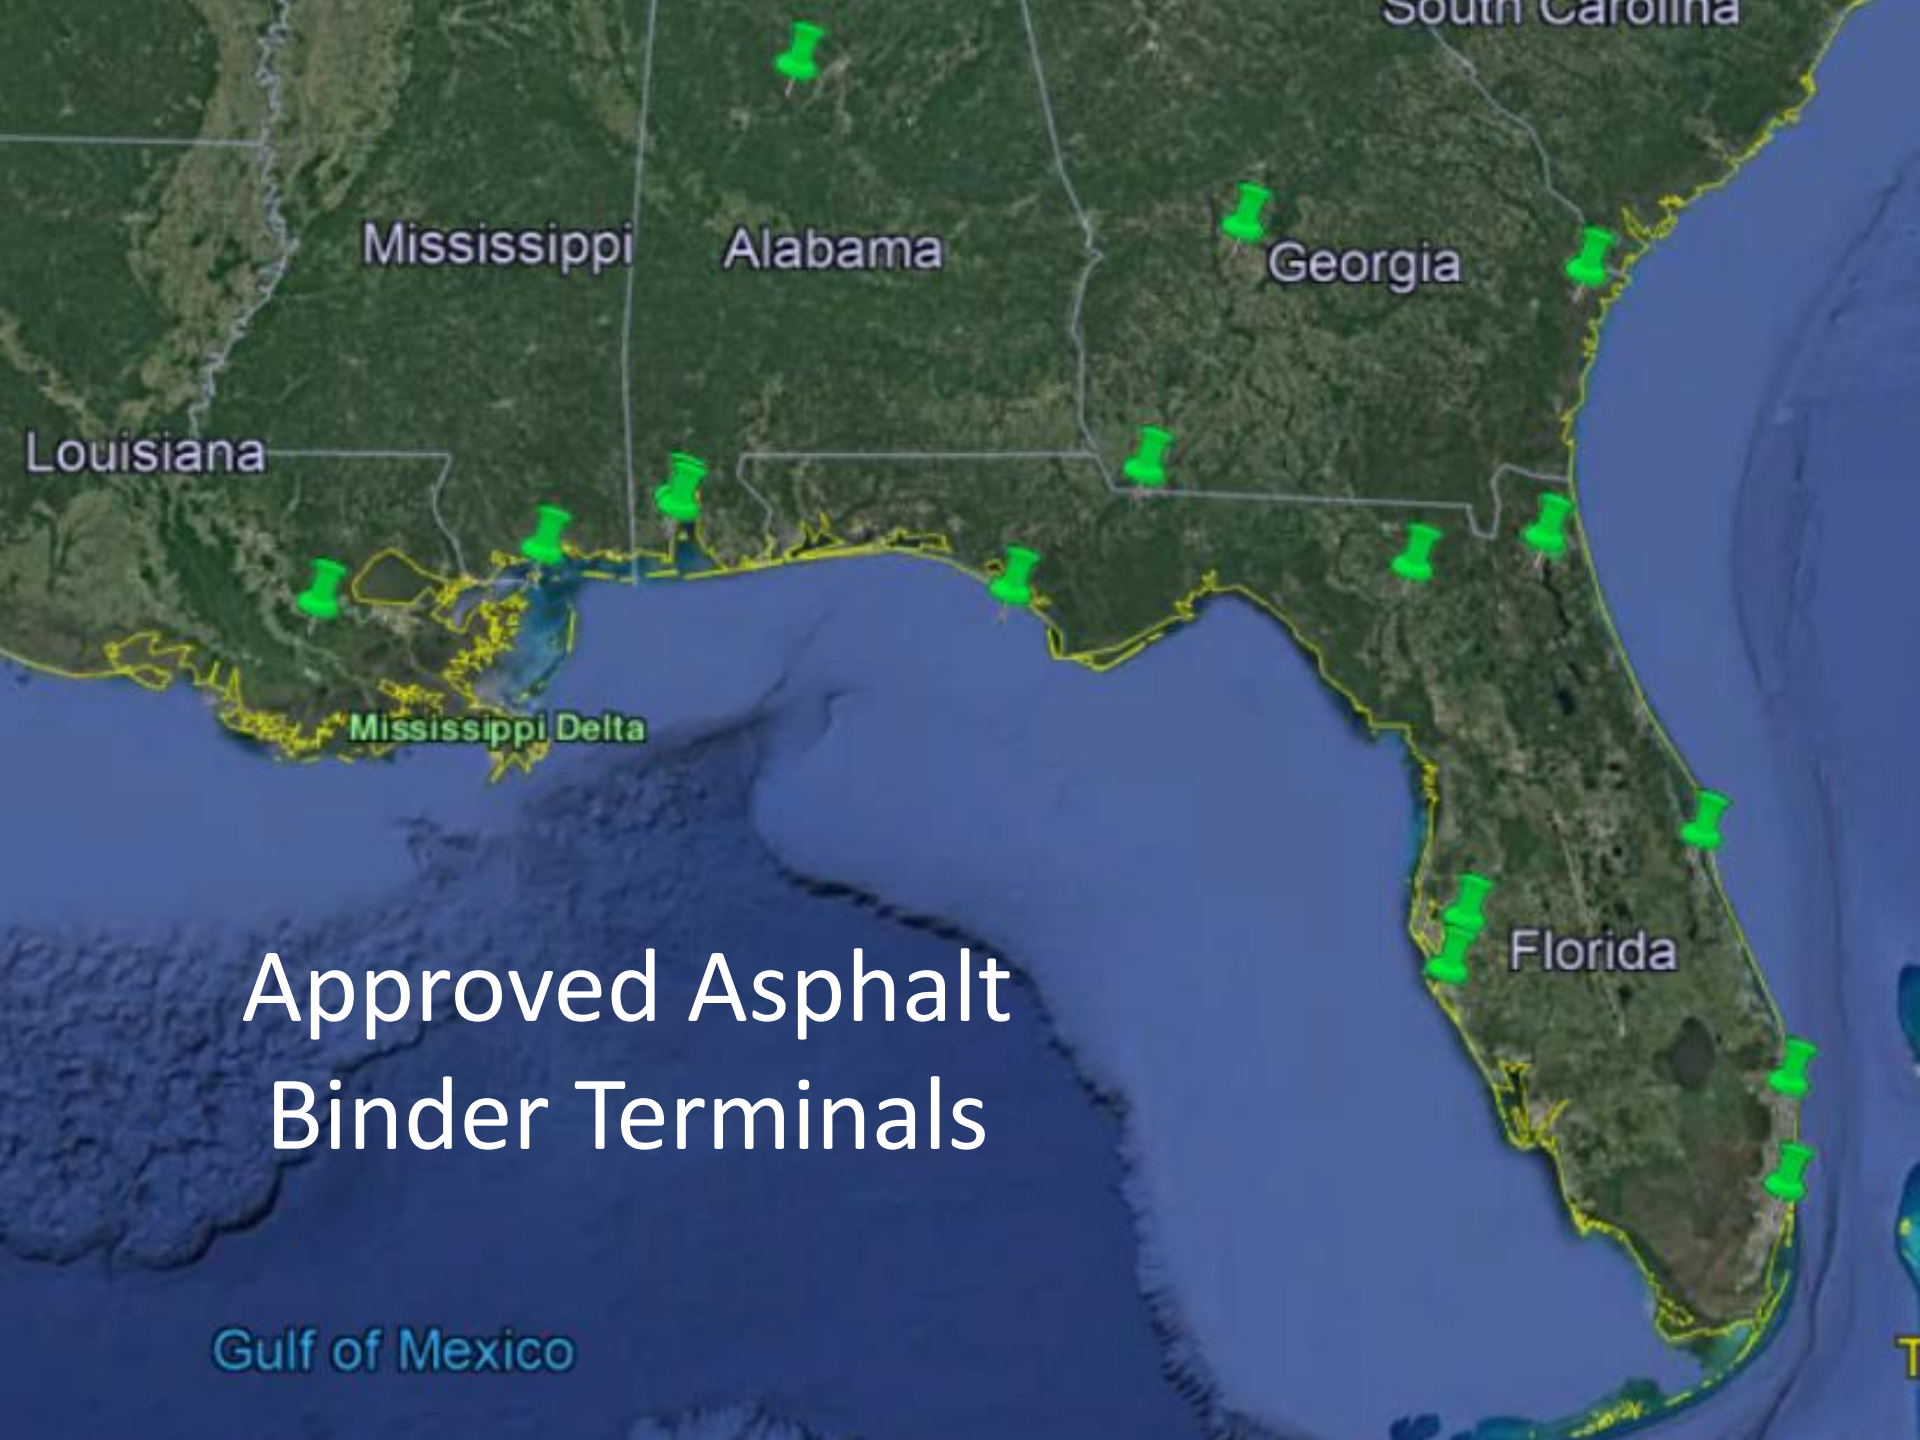 South Carolina
Mississippi
Alabama
Georgia
Louisiana
Mississippi Delta
Florida
Approved Asphalt
Binder Terminals
Gulf of Mexico